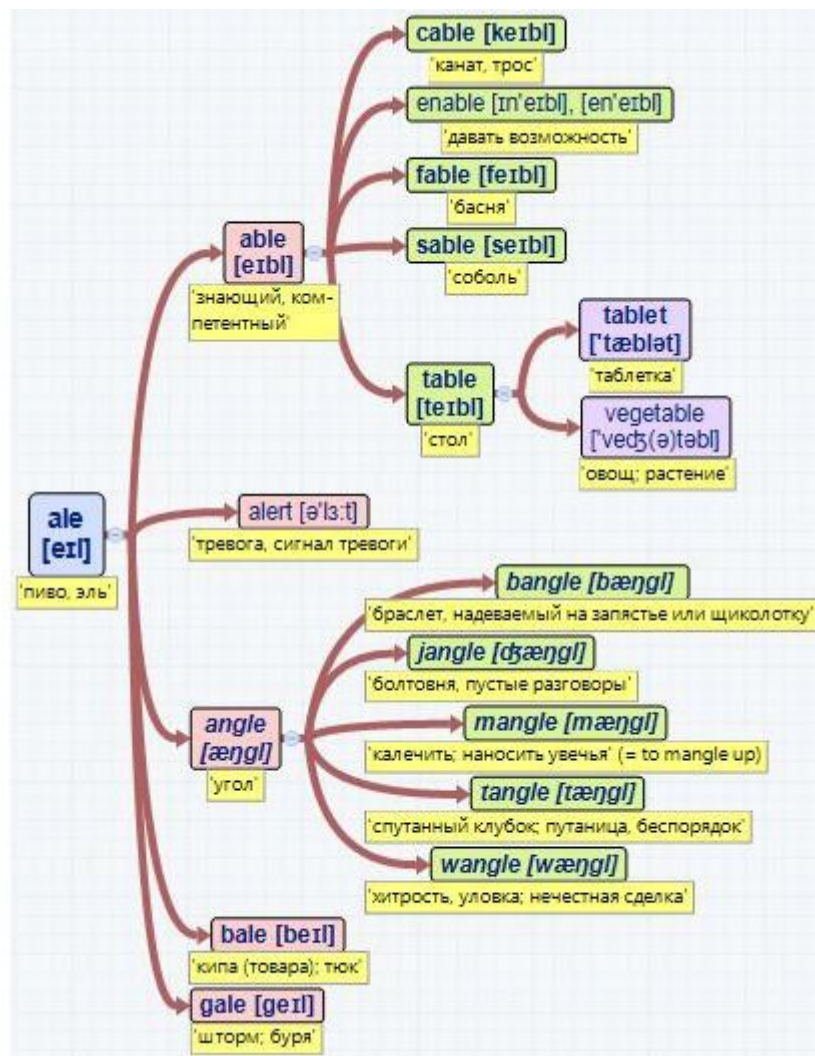 cable [keɪbl]
'канат, трос'
enable [ɪn'eɪbl], [en'eɪbl]
'давать возможность'
fable [feɪbl]
'басня'
able
[eɪbl]
'знающий, ком-
петентный'
sable [seɪbl]
'соболь'
table
[teɪbl]
'стол'
tablet
['tæblət]
'таблетка'
vegetable
['veʤ(ə)təbl]
'овощ; растение'
ale
[eɪl]
'пиво, эль'
alert [ə'lɜ:t]
'тревога, сигнал тревоги'
angle
[æŋgl]
'угол'
bangle [bæŋgl]
'браслет, надеваемый на запястье или щиколотку'
jangle [ʤæŋgl]
'болтовня, пустые разговоры'
mangle [mæŋgl]
'калечить; наносить увечья' (= to mangle up)
tangle [tæŋgl]
'спутанный клубок; путаница, беспорядок'
wangle [wæŋgl]
'хитрость, уловка; нечестная сделка'
bale [beɪl]
'кипа (товара); тюк'
gale [geɪl]
'шторм; буря'